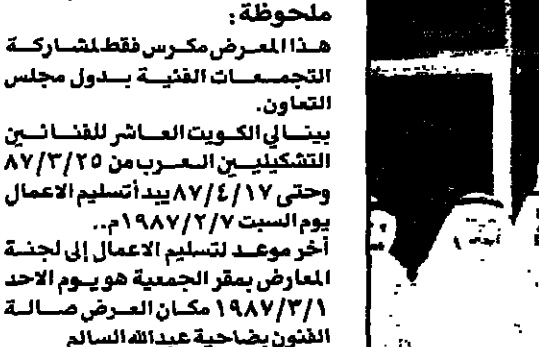 ملحوظة:
هذا المعرض مكرس فقط لمشاركة
التجمعات الفنية بدول مجلس
التعاون.
بينالي الكويت العاشر للفنانين
التشكيليين العرب من ٨٧/٣/٢٥
وحتى ٨٧/٤/١٧ يبدأ تسليم الاعمال
يوم السبت ١٩٨٧/٢/٧م..
أخر موعد لتسليم الاعمال إلى لجنة
المعارض بمقر الجمعية هو يوم الاحد
١٩٨٧/٣/١ مكان العرض صالة
الفنون بضاحية عبدالله السالم